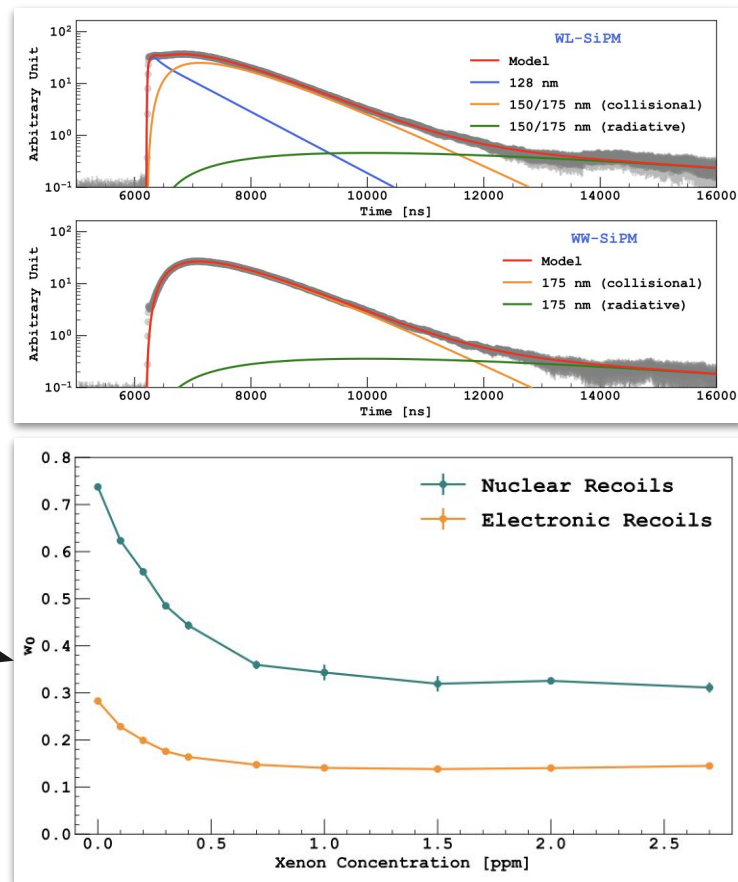 WL-SiPM
Model
128 nm
150/175 nm (collisional)
150/175 nm (radiative)
Arbitrary Unit
10²
10¹
10⁰
10⁻¹
6000 8000 10000 12000 14000 16000
Time [ns]
WW-SiPM
Model
175 nm (collisional)
175 nm (radiative)
Arbitrary Unit
10²
10¹
10⁰
10⁻¹
6000 8000 10000 12000 14000 16000
Time [ns]
Nuclear Recoils
Electronic Recoils
w₀
0.8
0.7
0.6
0.5
0.4
0.3
0.2
0.1
0.0
0.0 0.5 1.0 1.5 2.0 2.5
Xenon Concentration [ppm]